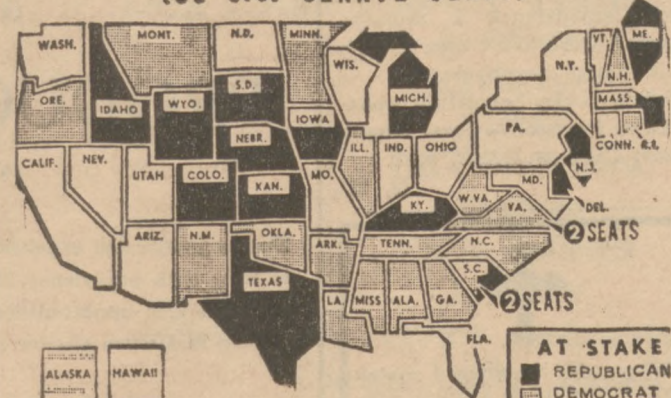 U.S. SENATE
WASH.
MONT.
N.D.
MINN.
WIS.
MICH.
N.Y.
VT.
N.H.
ME.
MASS.
CONN. R.I.
ORE.
IDAHO
WYO.
S.D.
NEBR.
IOWA
ILL.
IND.
OHIO
PA.
N.J.
MD.
DEL.
CALIF.
NEV.
UTAH
COLO.
KAN.
MO.
KY.
W.VA.
VA.
2 SEATS
ARIZ.
N.M.
OKLA.
ARK.
TENN.
N.C.
S.C.
2 SEATS
TEXAS
LA.
MISS
ALA.
GA.
FLA.
ALASKA
HAWAII
AT STAKE
REPUBLICAN
DEMOCRAT